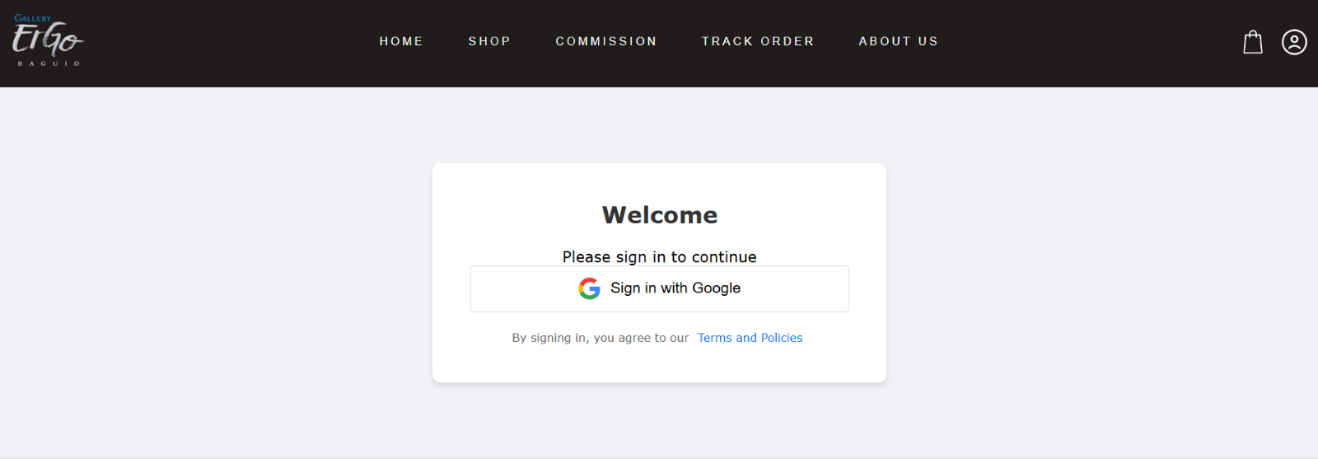 GALLERY
ErGo
BAGUIO
HOME SHOP COMMISSION TRACK ORDER ABOUT US
Welcome
Please sign in to continue
Sign in with Google
By signing in, you agree to our Terms and Policies